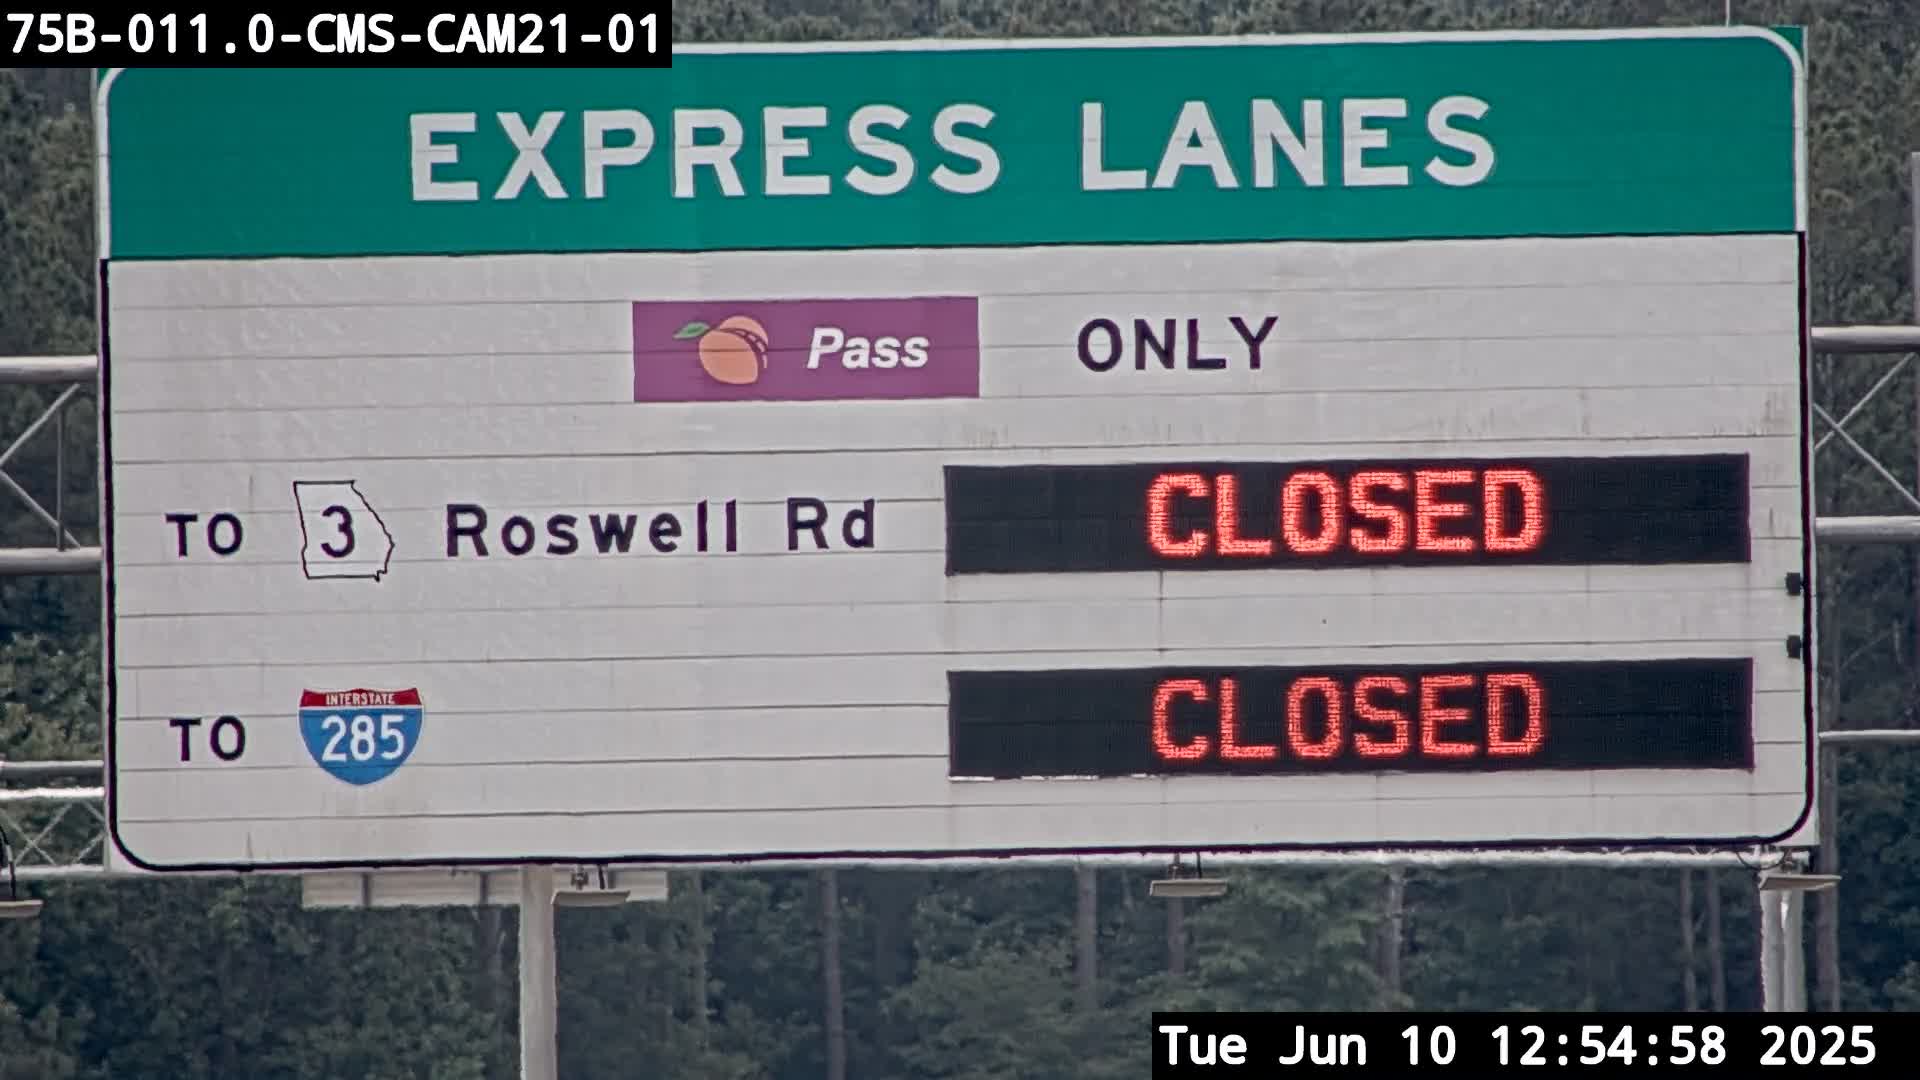 75B-011.0-CMS-CAM21-01
EXPRESS LANES
Pass ONLY
TO 3 Roswell Rd CLOSED
INTERSTATE
TO 285 CLOSED
Tue Jun 10 12:54:58 2025